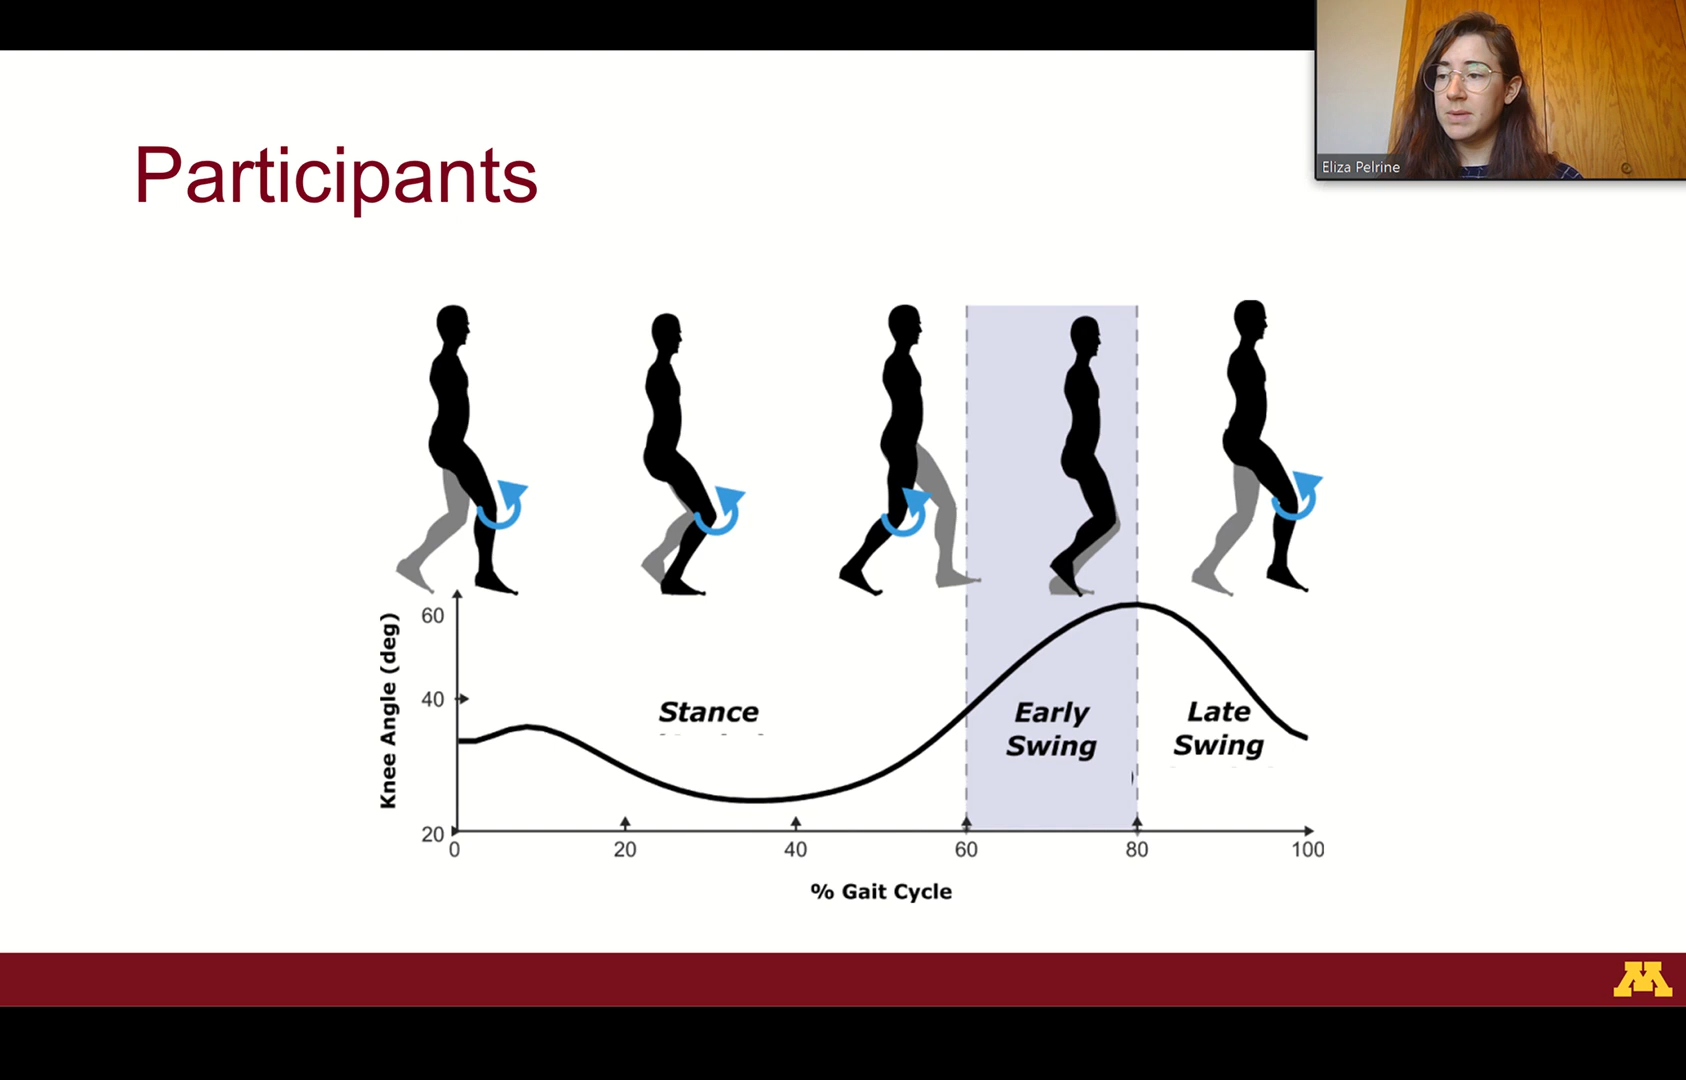 Participants
Eliza Pelrine
60
40
20
Knee Angle (deg)
Stance
Early
Swing
Late
Swing
0 20 40 60 80 100
% Gait Cycle
M